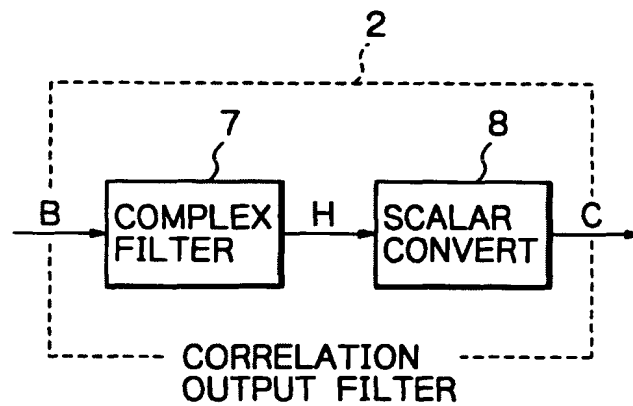 2
7
8
B
COMPLEX
FILTER
H
SCALAR
CONVERT
C
CORRELATION
OUTPUT FILTER